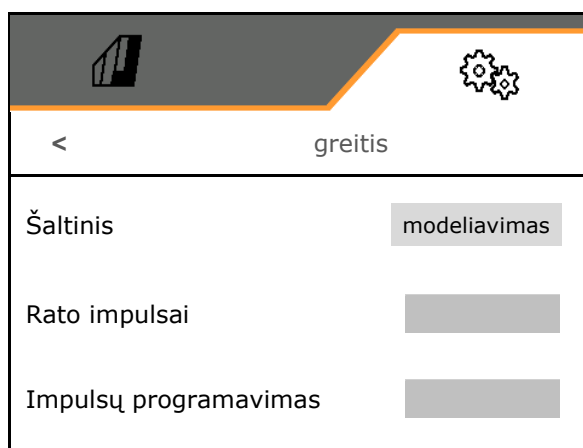 < greitis
Šaltinis modeliavimas
Rato impulsai
Impulsų programavimas